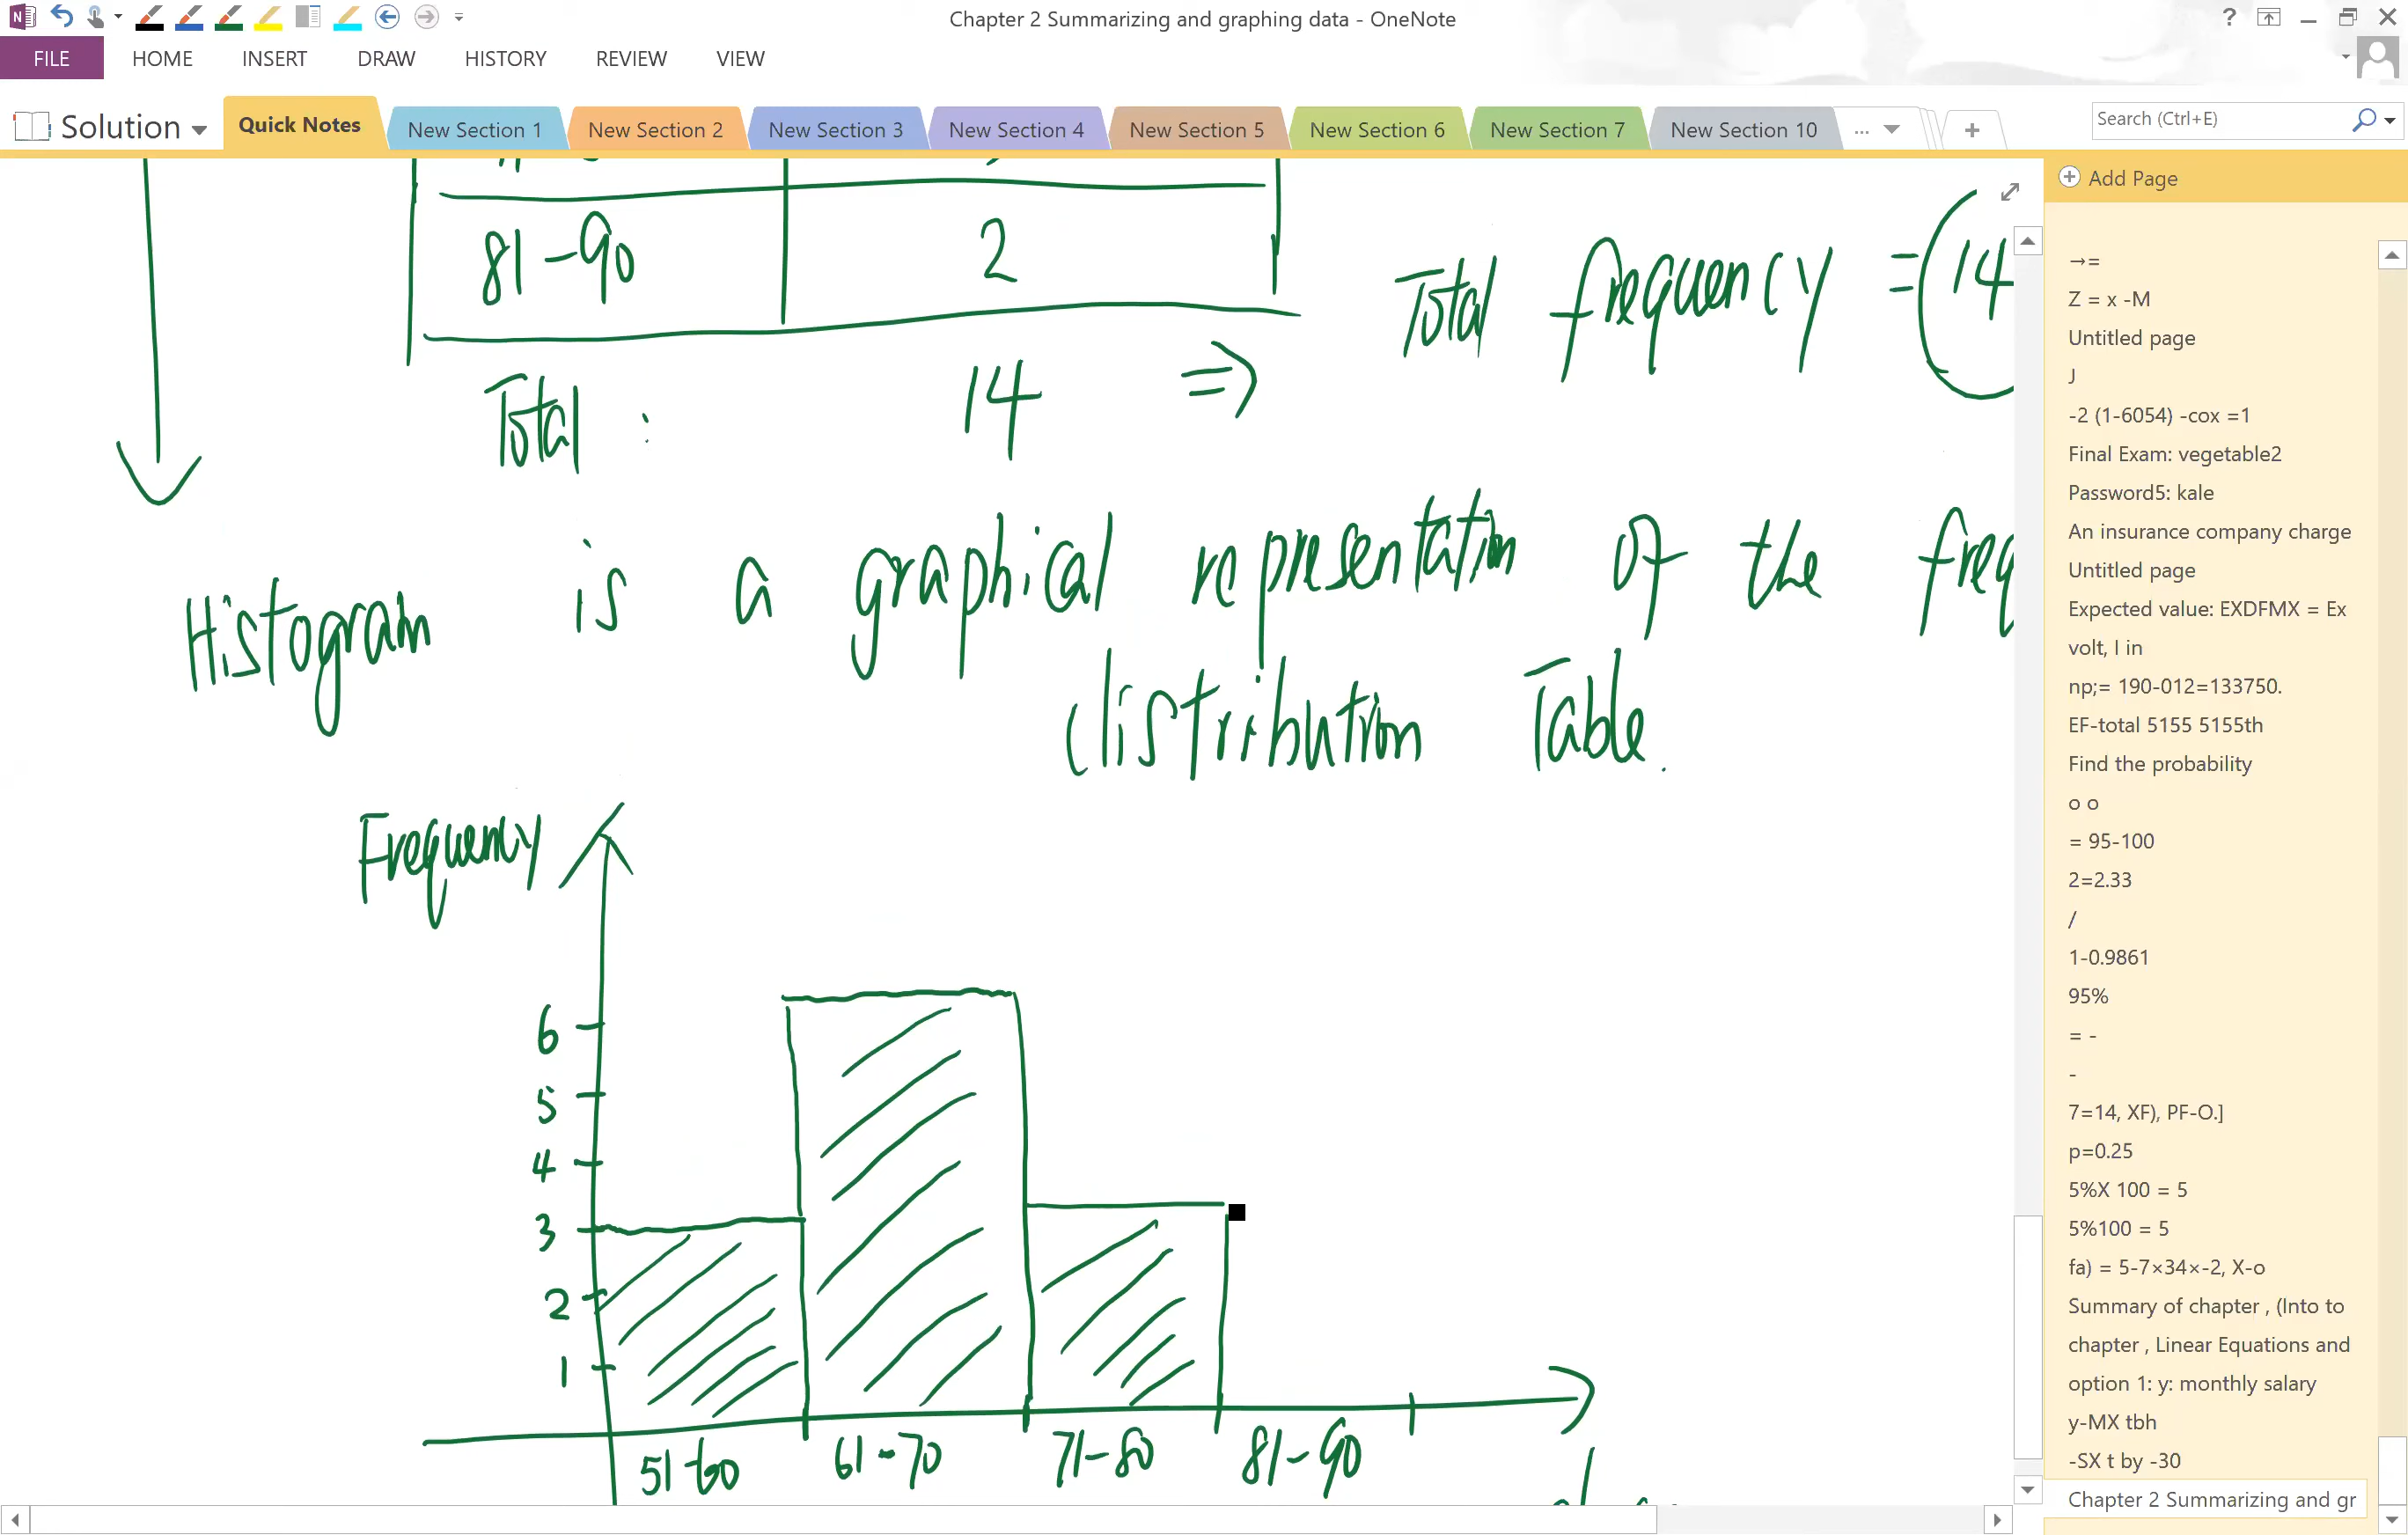 Chapter 2 Summarizing and graphing data - OneNote
?
FILE HOME INSERT DRAW HISTORY REVIEW VIEW
Solution Quick Notes New Section 1 New Section 2 New Section 3 New Section 4 New Section 5 New Section 6 New Section 7 New Section 10 ... +
Search (Ctrl+E)
81-90 2
Total frequency = 14
Total : 14 ⇒
Histogram is a graphical representation of the freq
distribution Table.
Frequency
6
5
4
3
2
1
51-60 61-70 71-80 81-90
Add Page
→=
Z = x -M
Untitled page
J
-2 (1-6054) -cox =1
Final Exam: vegetable2
Password5: kale
An insurance company charge
Untitled page
Expected value: EXDFMX = Ex
volt, I in
np;= 190-012=133750.
EF-total 5155 5155th
Find the probability
o o
= 95-100
2=2.33
/
1-0.9861
95%
= -
-
7=14, XF), PF-O.]
p=0.25
5%X 100 = 5
5%100 = 5
fa) = 5-7×34×-2, X-o
Summary of chapter , (Into to
chapter , Linear Equations and
option 1: y: monthly salary
y-MX tbh
-SX t by -30
Chapter 2 Summarizing and gr